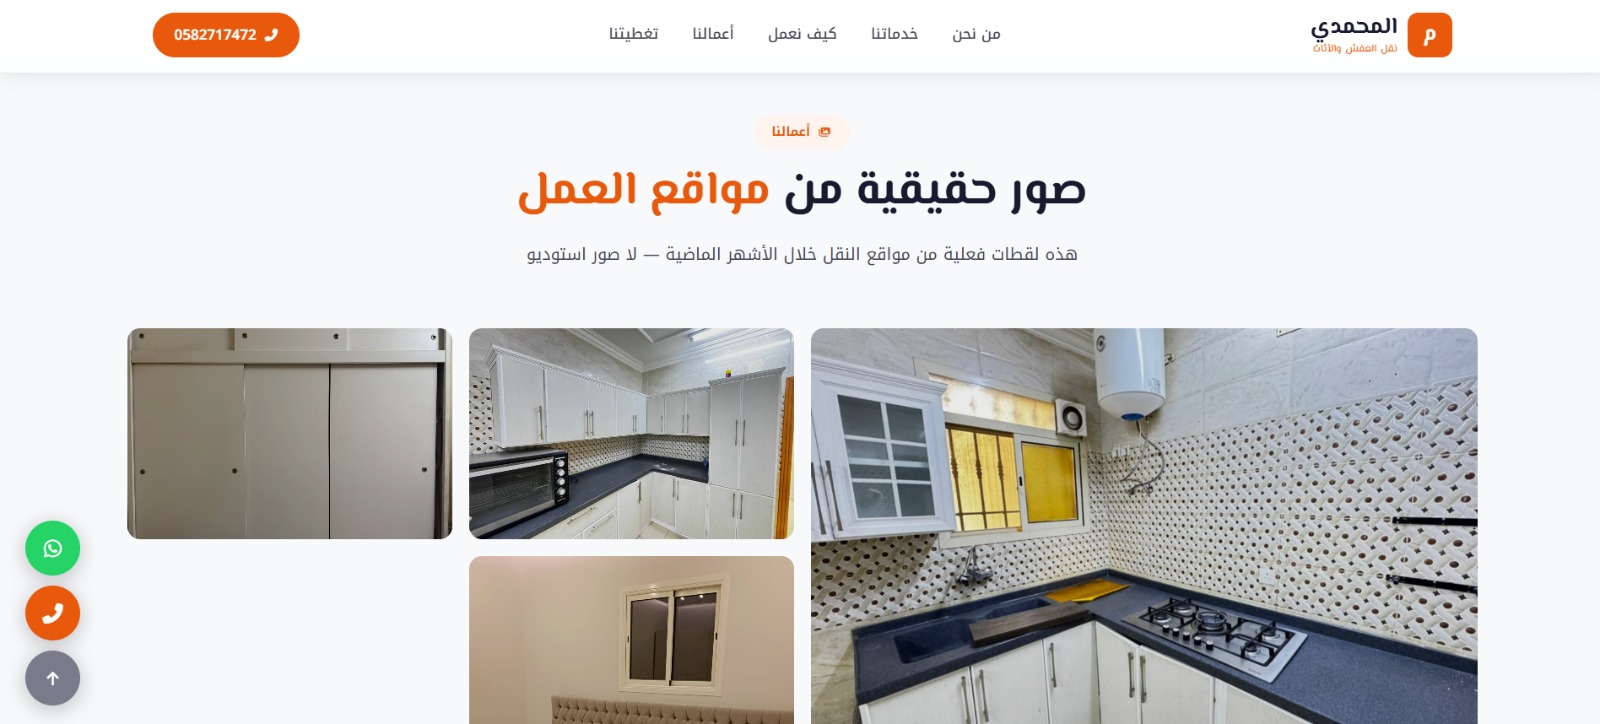 م
المحمدي
نقل العفش والأثاث
من نحن
خدماتنا
كيف نعمل
أعمالنا
تغطيتنا
0582717472
أعمالنا
صور حقيقية من مواقع العمل
هذه لقطات فعلية من مواقع النقل خلال الأشهر الماضية — لا صور استوديو